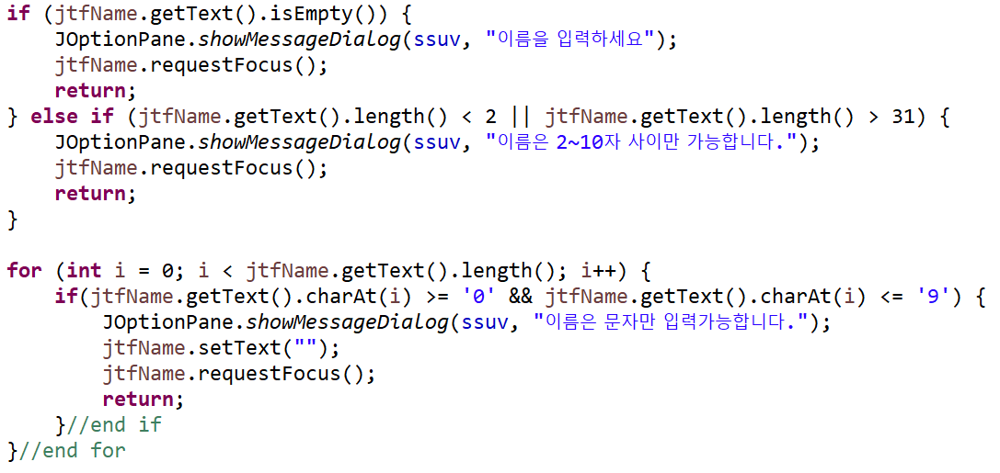 if (jtfName.getText().isEmpty()) {
    JOptionPane.showMessageDialog(ssuv, "이름을 입력하세요");
    jtfName.requestFocus();
    return;
} else if (jtfName.getText().length() < 2 || jtfName.getText().length() > 31) {
    JOptionPane.showMessageDialog(ssuv, "이름은 2~10자 사이만 가능합니다.");
    jtfName.requestFocus();
    return;
}

for (int i = 0; i < jtfName.getText().length(); i++) {
    if(jtfName.getText().charAt(i) >= '0' && jtfName.getText().charAt(i) <= '9') {
        JOptionPane.showMessageDialog(ssuv, "이름은 문자만 입력가능합니다.");
        jtfName.setText("");
        jtfName.requestFocus();
        return;
    }//end if
}//end for